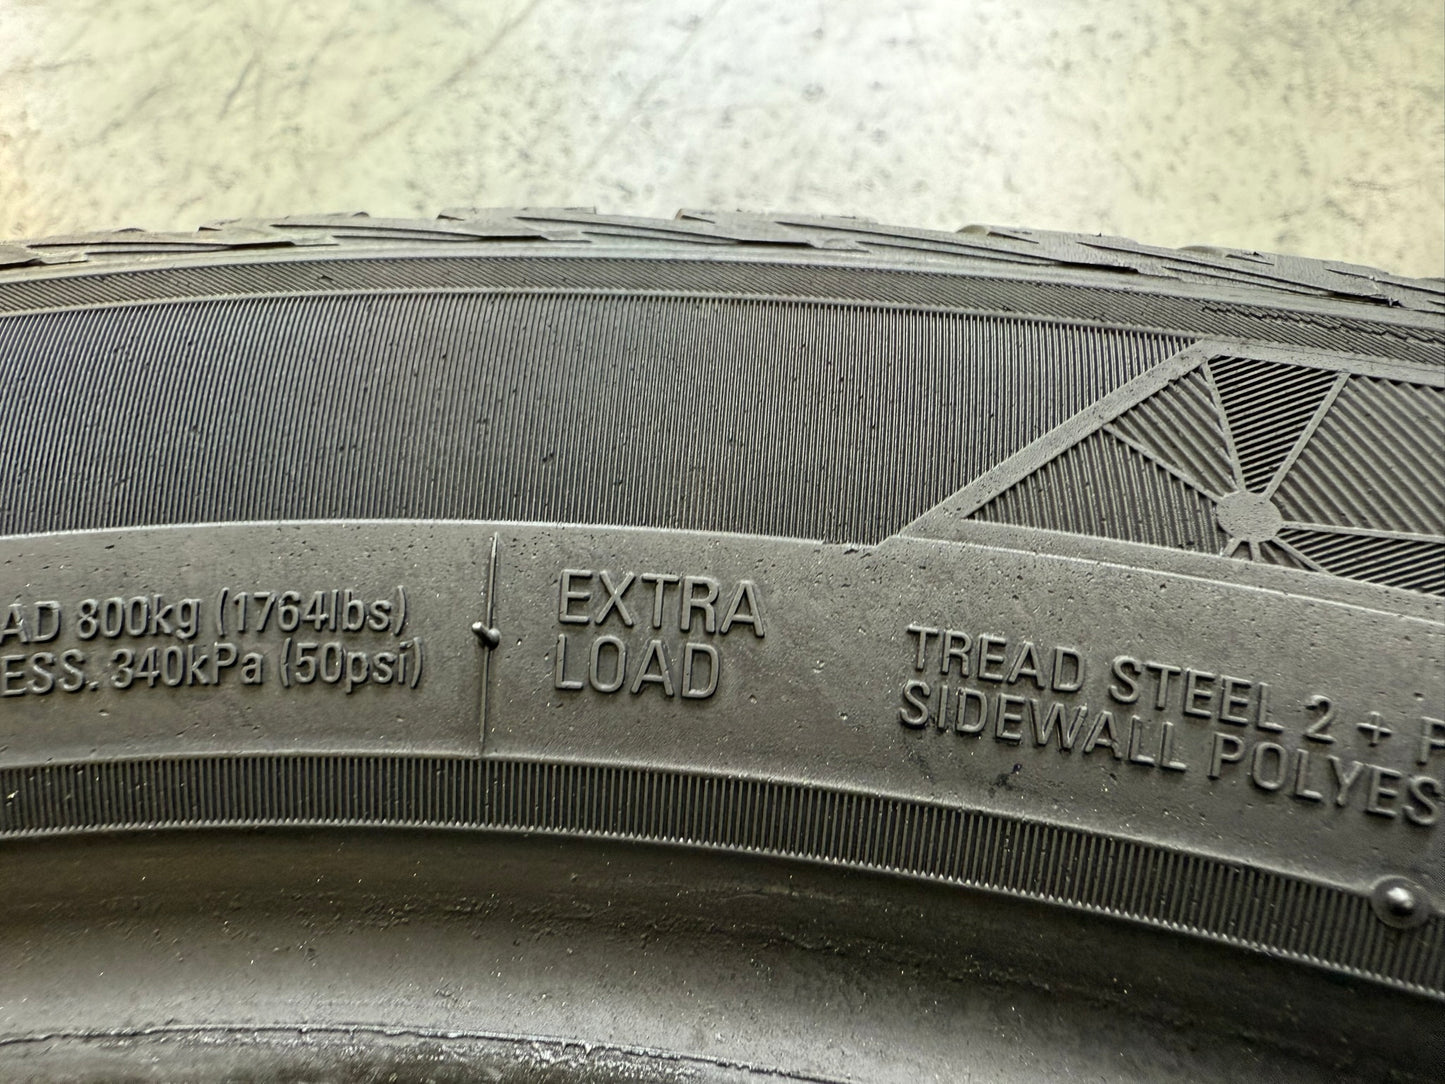 AD 800kg (1764lbs)
ESS. 340kPa (50psi)
EXTRA
LOAD
TREAD STEEL 2 + P
SIDEWALL POLYES